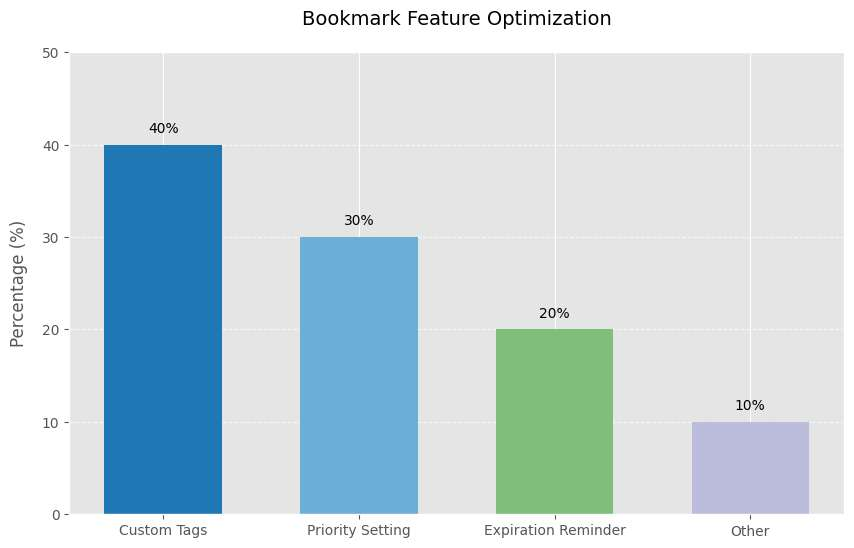 Bookmark Feature Optimization
Percentage (%)
50
40
30
20
10
0
40%
30%
20%
10%
Custom Tags
Priority Setting
Expiration Reminder
Other